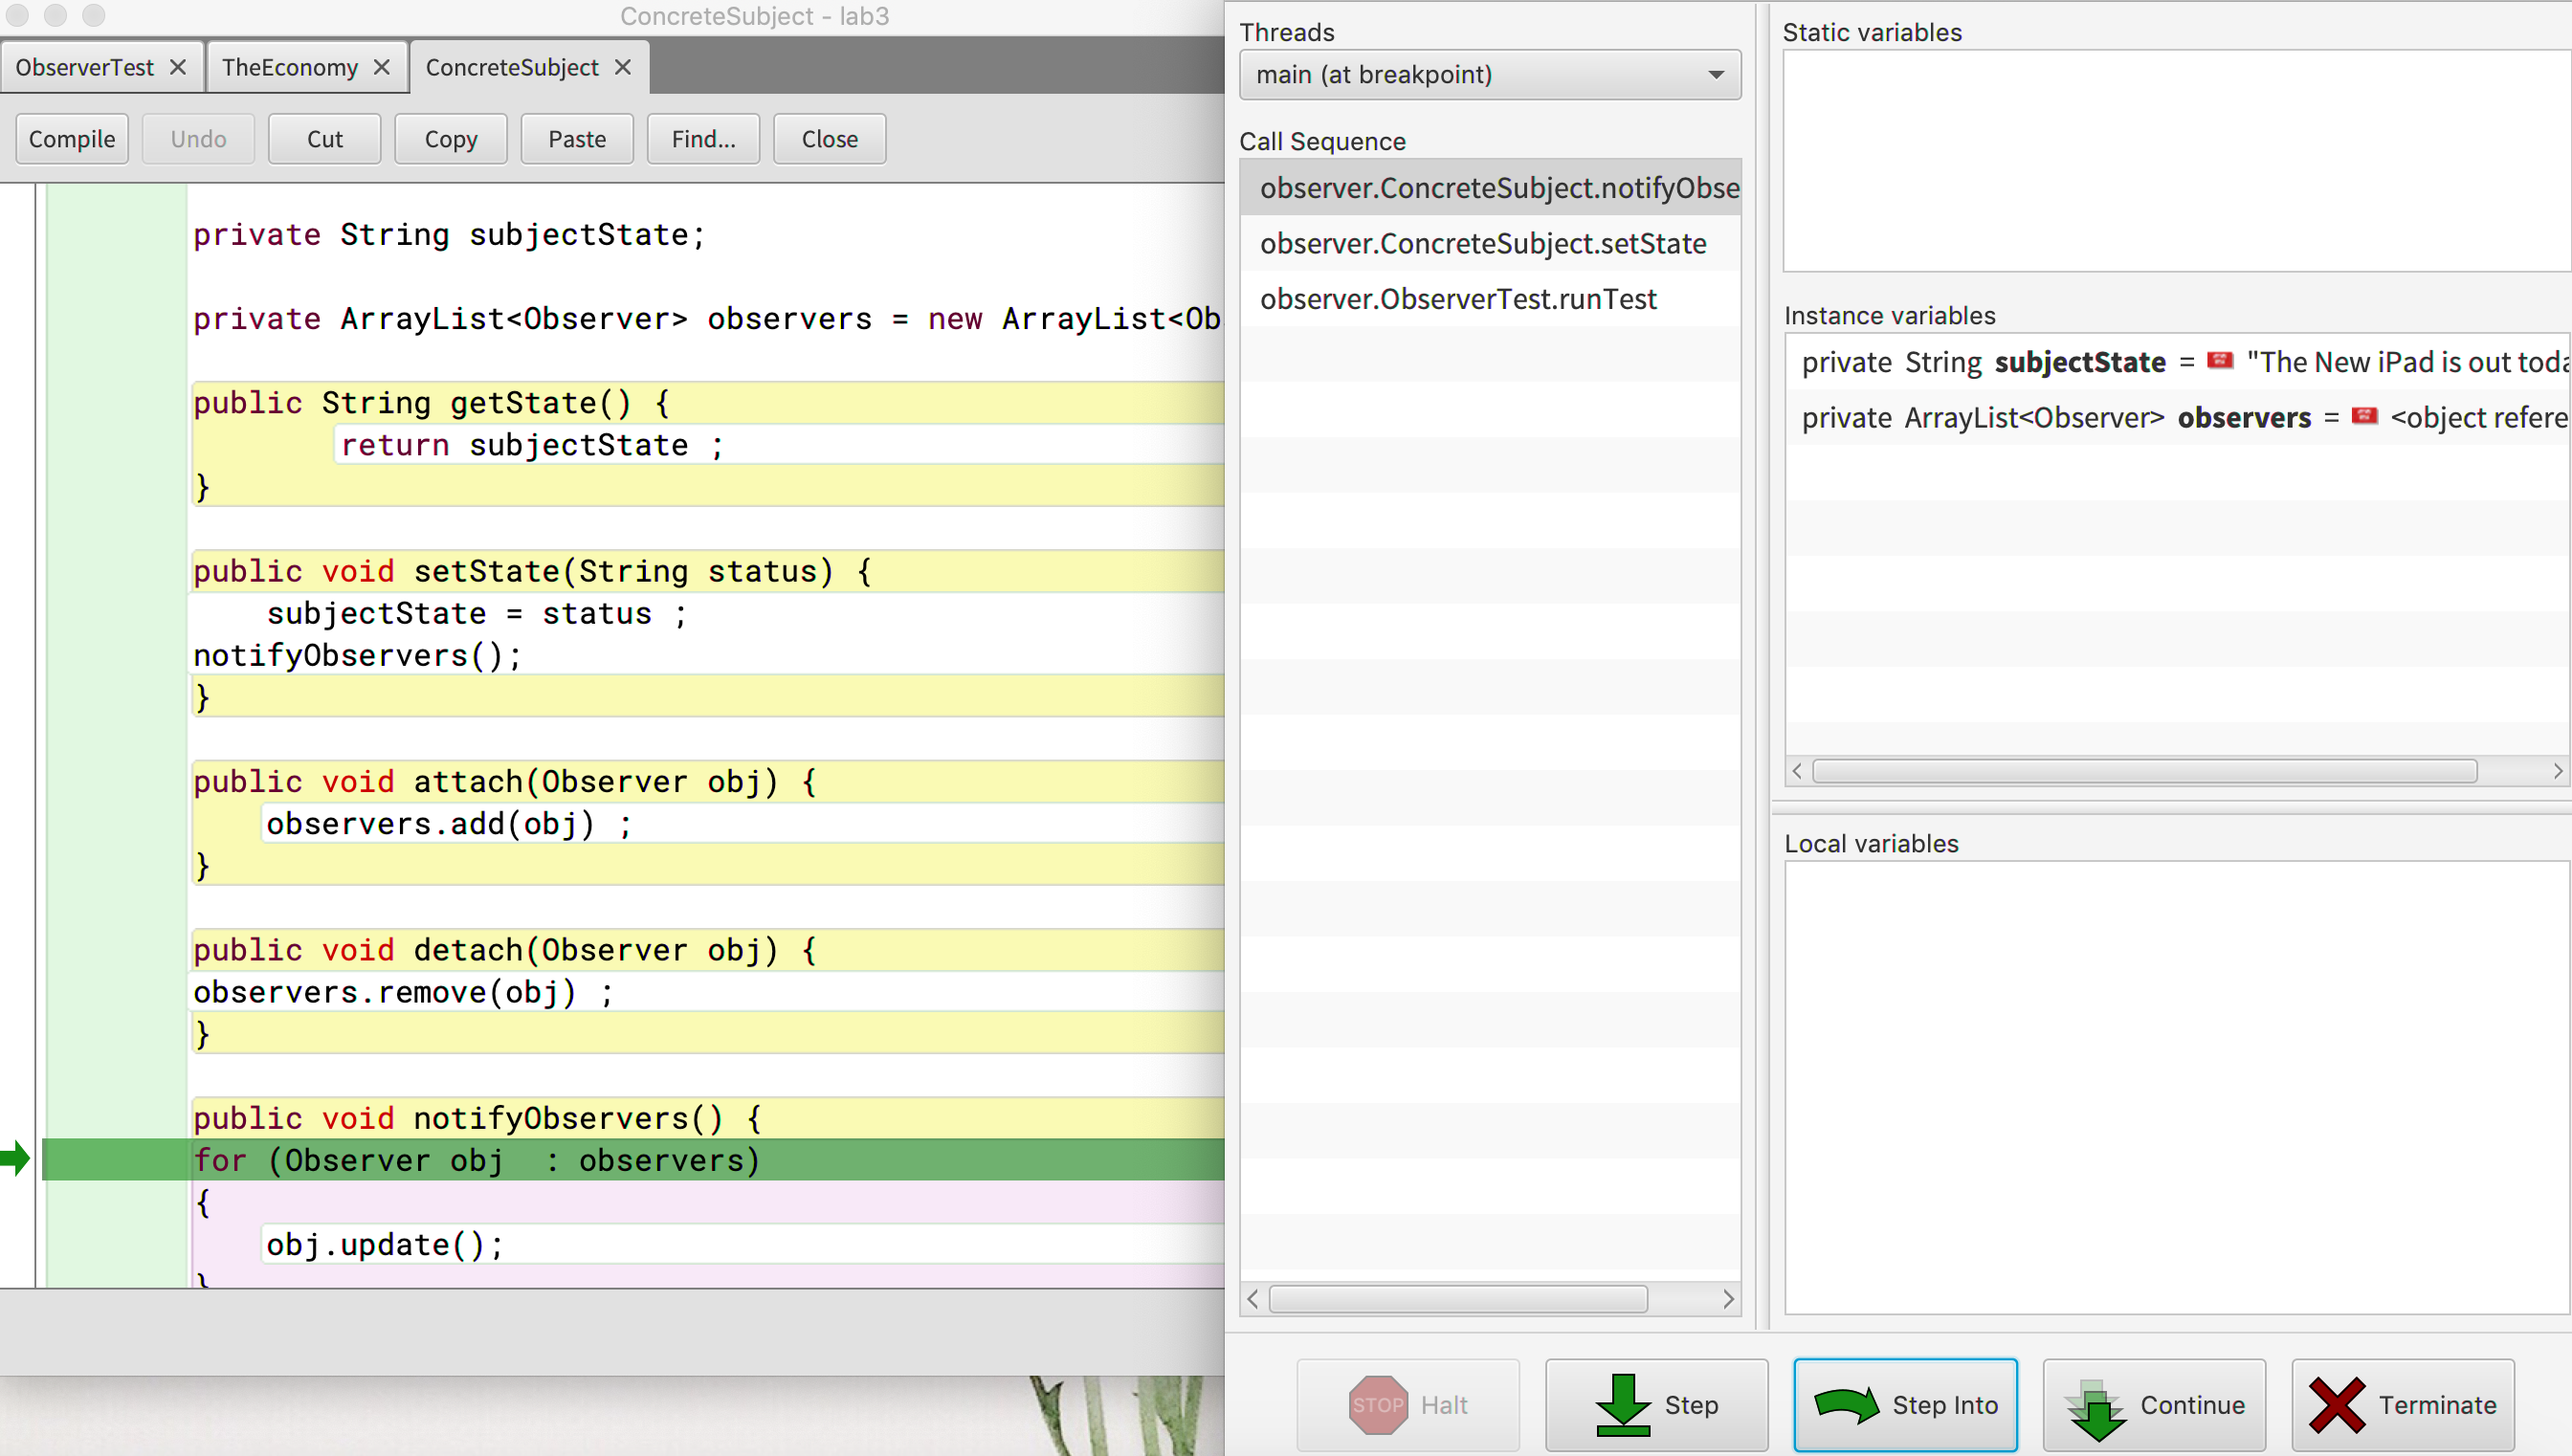 ConcreteSubject - lab3
ObserverTest
TheEconomy
ConcreteSubject
Compile
Undo
Cut
Copy
Paste
Find...
Close
private String subjectState;
private ArrayList<Observer> observers = new ArrayList<Ob
public String getState() {
return subjectState ;
}
public void setState(String status) {
subjectState = status ;
notifyObservers();
}
public void attach(Observer obj) {
observers.add(obj) ;
}
public void detach(Observer obj) {
observers.remove(obj) ;
}
public void notifyObservers() {
for (Observer obj  : observers)
{
obj.update();
}
Threads
main (at breakpoint)
Call Sequence
observer.ConcreteSubject.notifyObse
observer.ConcreteSubject.setState
observer.ObserverTest.runTest
Static variables
Instance variables
private String subjectState = "The New iPad is out toda
private ArrayList<Observer> observers = <object refere
Local variables
STOP Halt
Step
Step Into
Continue
Terminate